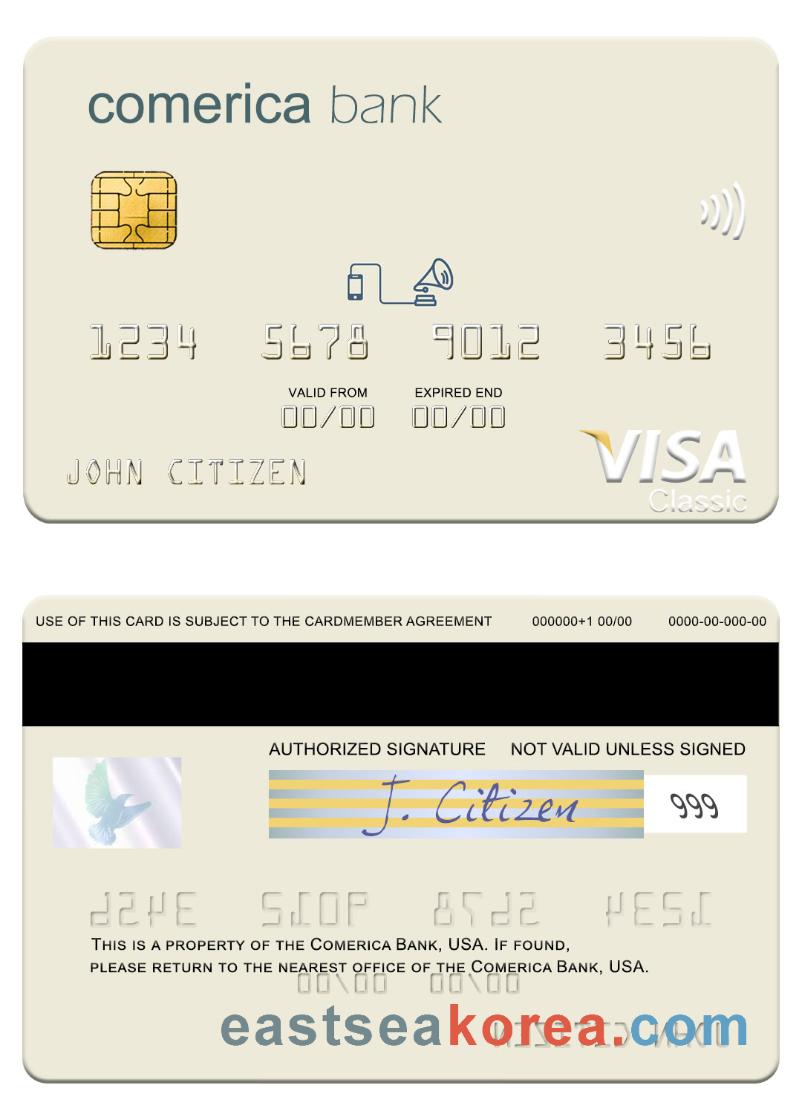 comerica bank
1234 5678 9012 3456
VALID FROM EXPIRED END
00/00 00/00
JOHN CITIZEN
VISA
Classic
USE OF THIS CARD IS SUBJECT TO THE CARDMEMBER AGREEMENT 000000+1 00/00 0000-00-000-00
AUTHORIZED SIGNATURE NOT VALID UNLESS SIGNED
J. Citizen 999
THIS IS A PROPERTY OF THE COMERICA BANK, USA. IF FOUND,
PLEASE RETURN TO THE NEAREST OFFICE OF THE COMERICA BANK, USA.
eastseakorea.com